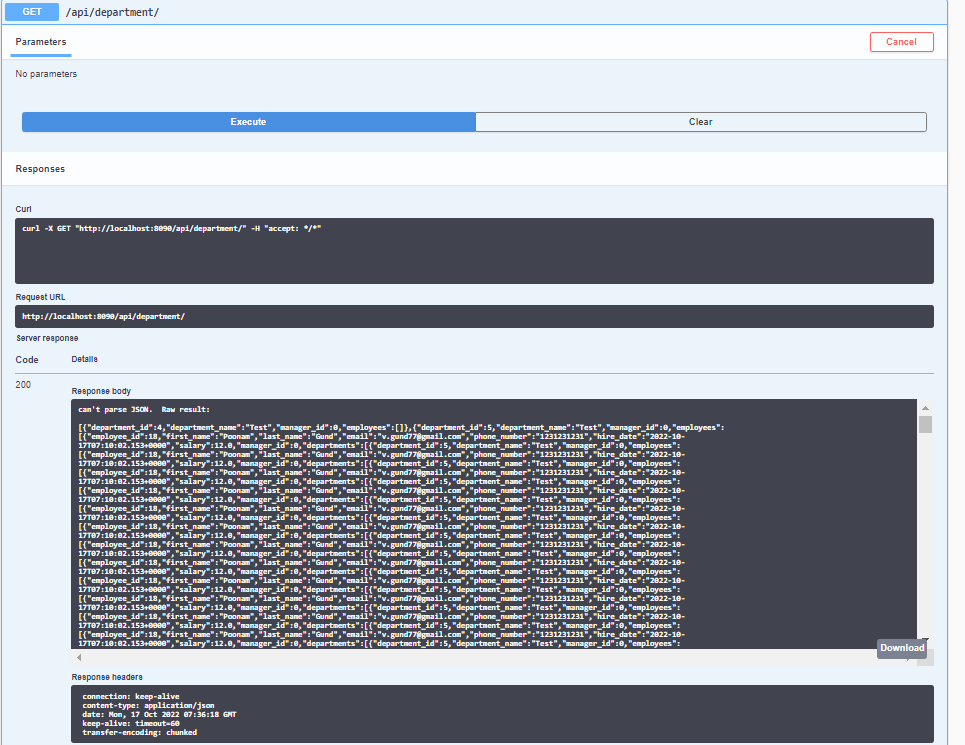 GET /api/department/
Parameters
Cancel
No parameters
Execute
Clear
Responses
Curl
curl -X GET "http://localhost:8090/api/department/" -H "accept: */*"
Request URL
http://localhost:8090/api/department/
Server response
Code
Details
200
Response body
can't parse JSON.  Raw result:
[{"department_id":4,"department_name":"Test","manager_id":0,"employees":[]},{"department_id":5,"department_name":"Test","manager_id":0,"employees":
[{"employee_id":18,"first_name":"Poonam","last_name":"Gund","email":"v.gund77@gmail.com","phone_number":"1231231231","hire_date":"2022-10-
17T07:10:02.153+0000","salary":12.0,"manager_id":0,"departments":[{"department_id":5,"department_name":"Test","manager_id":0,"employees":
[{"employee_id":18,"first_name":"Poonam","last_name":"Gund","email":"v.gund77@gmail.com","phone_number":"1231231231","hire_date":"2022-10-
17T07:10:02.153+0000","salary":12.0,"manager_id":0,"departments":[{"department_id":5,"department_name":"Test","manager_id":0,"employees":
[{"employee_id":18,"first_name":"Poonam","last_name":"Gund","email":"v.gund77@gmail.com","phone_number":"1231231231","hire_date":"2022-10-
17T07:10:02.153+0000","salary":12.0,"manager_id":0,"departments":[{"department_id":5,"department_name":"Test","manager_id":0,"employees":
[{"employee_id":18,"first_name":"Poonam","last_name":"Gund","email":"v.gund77@gmail.com","phone_number":"1231231231","hire_date":"2022-10-
17T07:10:02.153+0000","salary":12.0,"manager_id":0,"departments":[{"department_id":5,"department_name":"Test","manager_id":0,"employees":
[{"employee_id":18,"first_name":"Poonam","last_name":"Gund","email":"v.gund77@gmail.com","phone_number":"1231231231","hire_date":"2022-10-
17T07:10:02.153+0000","salary":12.0,"manager_id":0,"departments":[{"department_id":5,"department_name":"Test","manager_id":0,"employees":
[{"employee_id":18,"first_name":"Poonam","last_name":"Gund","email":"v.gund77@gmail.com","phone_number":"1231231231","hire_date":"2022-10-
17T07:10:02.153+0000","salary":12.0,"manager_id":0,"departments":[{"department_id":5,"department_name":"Test","manager_id":0,"employees":
[{"employee_id":18,"first_name":"Poonam","last_name":"Gund","email":"v.gund77@gmail.com","phone_number":"1231231231","hire_date":"2022-10-
17T07:10:02.153+0000","salary":12.0,"manager_id":0,"departments":[{"department_id":5,"department_name":"Test","manager_id":0,"employees":
[{"employee_id":18,"first_name":"Poonam","last_name":"Gund","email":"v.gund77@gmail.com","phone_number":"1231231231","hire_date":"2022-10-
17T07:10:02.153+0000","salary":12.0,"manager_id":0,"departments":[{"department_id":5,"department_name":"Test","manager_id":0,"employees":
[{"employee_id":18,"first_name":"Poonam","last_name":"Gund","email":"v.gund77@gmail.com","phone_number":"1231231231","hire_date":"2022-10-
17T07:10:02.153+0000","salary":12.0,"manager_id":0,"departments":[{"department_id":5,"department_name":"Test","manager_id":0,"employees":
[{"employee_id":18,"first_name":"Poonam","last_name":"Gund","email":"v.gund77@gmail.com","phone_number":"1231231231","hire_date":"2022-10-
17T07:10:02.153+0000","salary":12.0,"manager_id":0,"departments":[{"department_id":5,"department_name":"Test","manager_id":0,"employees":
[{"employee_id":18,"first_name":"Poonam","last_name":"Gund","email":"v.gund77@gmail.com","phone_number":"1231231231","hire_date":"2022-10-
17T07:10:02.153+0000","salary":12.0,"manager_id":0,"departments":[{"department_id":5,"department_name":"Test","manager_id":0,"employees":
[{"employee_id":18,"first_name":"Poonam","last_name":"Gund","email":"v.gund77@gmail.com","phone_number":"1231231231","hire_date":"2022-10-
17T07:10:02.153+0000","salary":12.0,"manager_id":0,"departments":[{"department_id":5,"department_name":"Test","manager_id":0,"employees":
Download
Response headers
connection: keep-alive
content-type: application/json
date: Mon, 17 Oct 2022 07:36:18 GMT
keep-alive: timeout=60
transfer-encoding: chunked